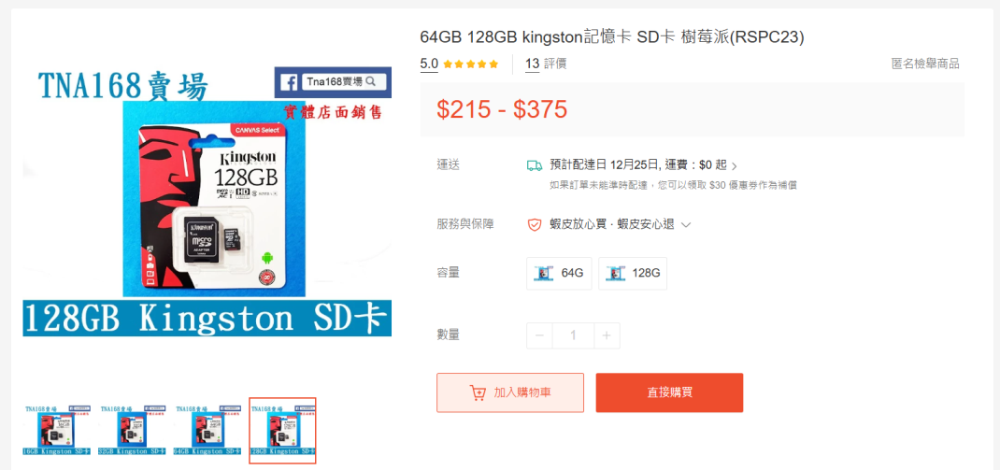 64GB 128GB kingston記憶卡 SD卡 樹莓派(RSPC23)
5.0
13 評價
匿名檢舉商品
$215 - $375
運送
預計配達日 12月25日, 運費：$0 起
如果訂單未能準時配達，您可以領取 $30 優惠券作為補償
服務與保障
蝦皮放心買 · 蝦皮安心退
容量
64G
128G
數量
1
加入購物車
直接購買
TNA168賣場
Tna168賣場
實體店面銷售
CANVAS Select
Kingston
128GB
HD
Kingston
micro
SD
ADAPTER
128GB Kingston SD卡
TNA168賣場
16GB Kingston SD卡
TNA168賣場
32GB Kingston SD卡
TNA168賣場
64GB Kingston SD卡
TNA168賣場
128GB Kingston SD卡